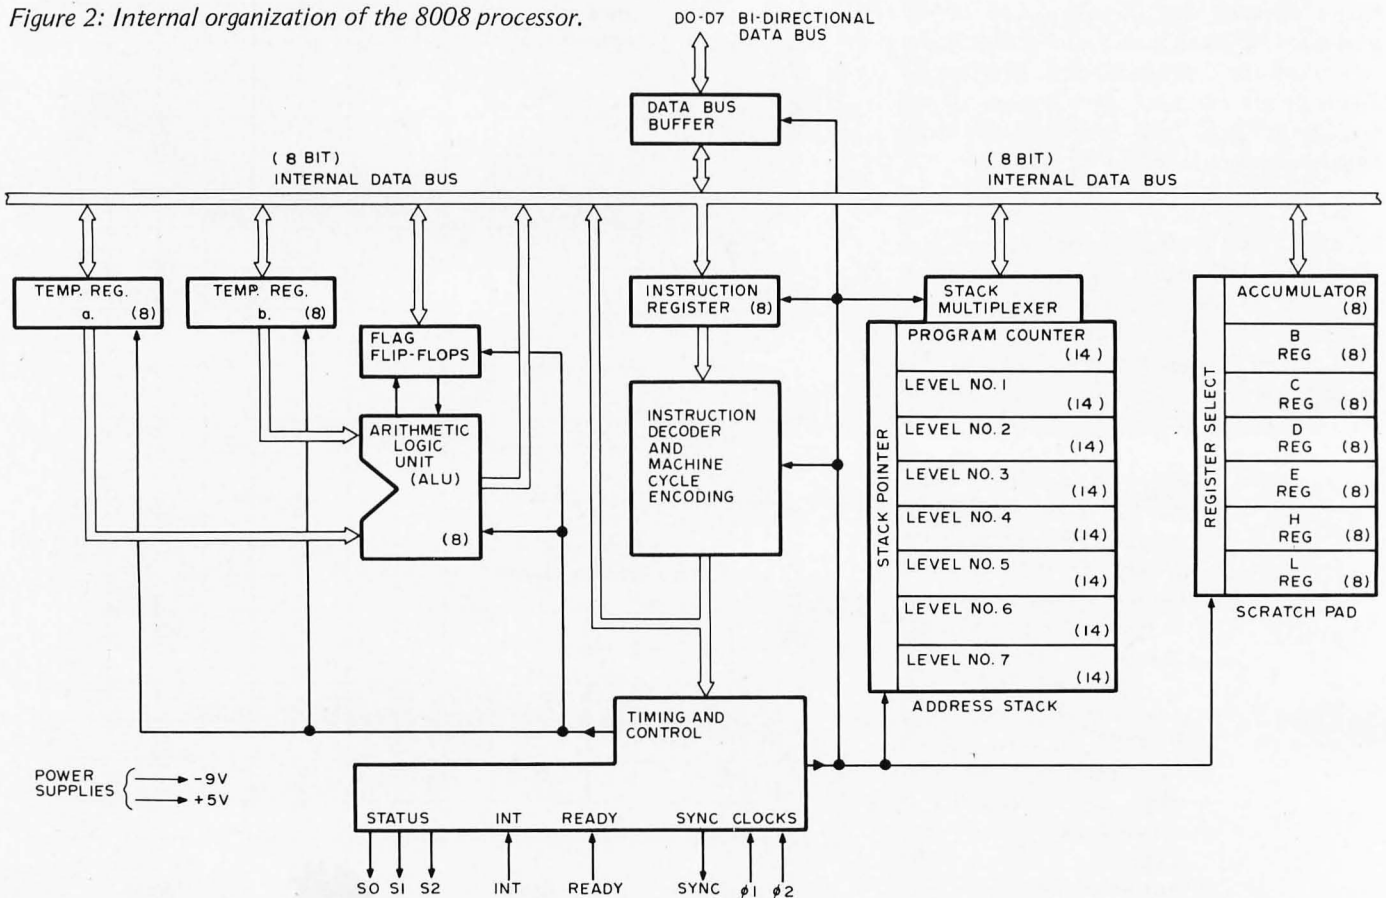 Figure 2: Internal organization of the 8008 processor.
D0-D7 BI-DIRECTIONAL
DATA BUS
DATA BUS
BUFFER
( 8 BIT)
INTERNAL DATA BUS
( 8 BIT)
INTERNAL DATA BUS
TEMP. REG.
a. (8)
TEMP. REG.
b. (8)
FLAG
FLIP-FLOPS
ARITHMETIC
LOGIC
UNIT
(ALU)
(8)
INSTRUCTION
REGISTER (8)
INSTRUCTION
DECODER
AND
MACHINE
CYCLE
ENCODING
STACK
MULTIPLEXER
STACK POINTER
PROGRAM COUNTER
(14)
LEVEL NO. 1
(14)
LEVEL NO. 2
(14)
LEVEL NO. 3
(14)
LEVEL NO. 4
(14)
LEVEL NO. 5
(14)
LEVEL NO. 6
(14)
LEVEL NO. 7
(14)
ADDRESS STACK
REGISTER SELECT
ACCUMULATOR
(8)
B
REG (8)
C
REG (8)
D
REG (8)
E
REG (8)
H
REG (8)
L
REG (8)
SCRATCH PAD
TIMING AND
CONTROL
POWER
SUPPLIES
-9V
+5V
STATUS INT READY SYNC CLOCKS
S0 S1 S2 INT READY SYNC ϕ1 ϕ2